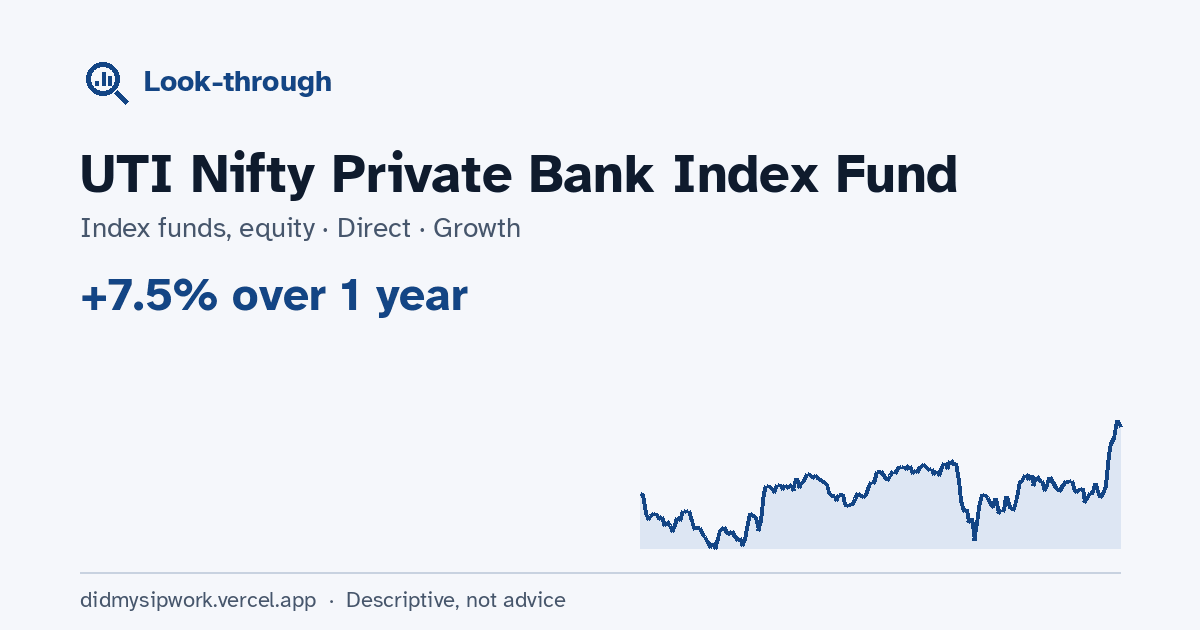 Look-through
UTI Nifty Private Bank Index Fund
Index funds, equity · Direct · Growth
+7.5% over 1 year
didmysipwork.vercel.app · Descriptive, not advice